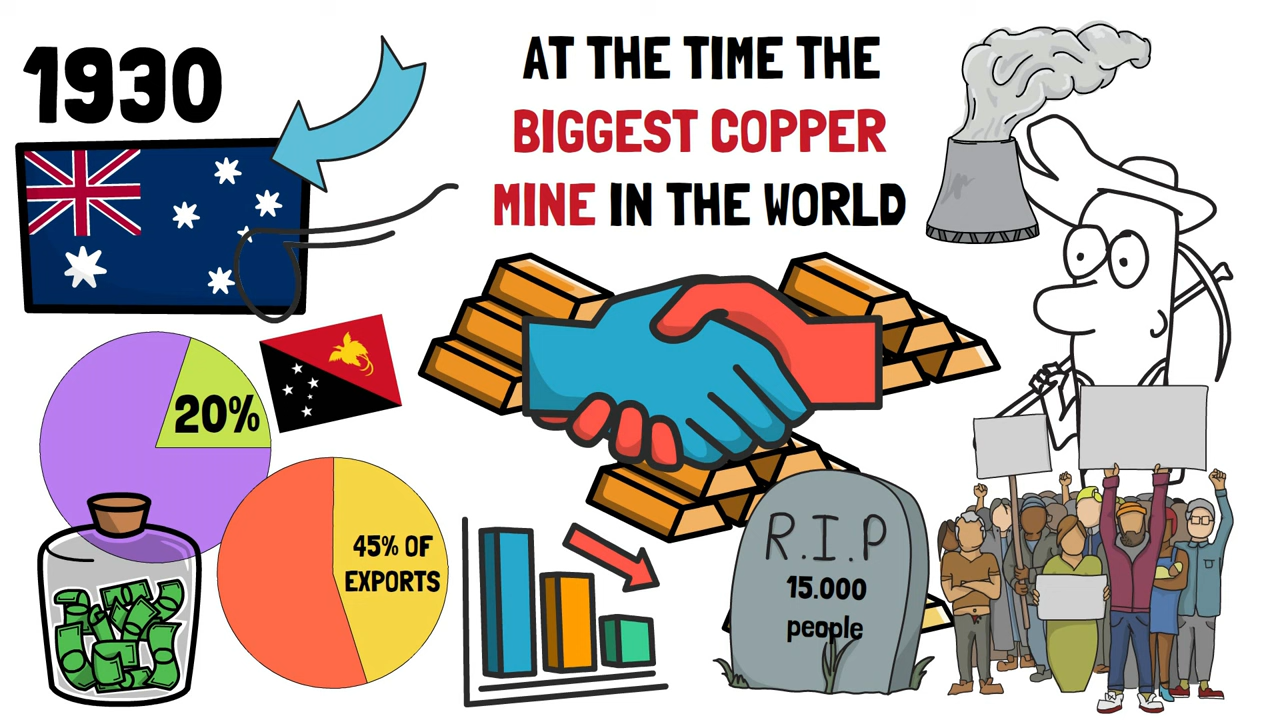 1930
AT THE TIME THE
BIGGEST COPPER
MINE IN THE WORLD
20%
45% OF
EXPORTS
R.I.P
15.000
people